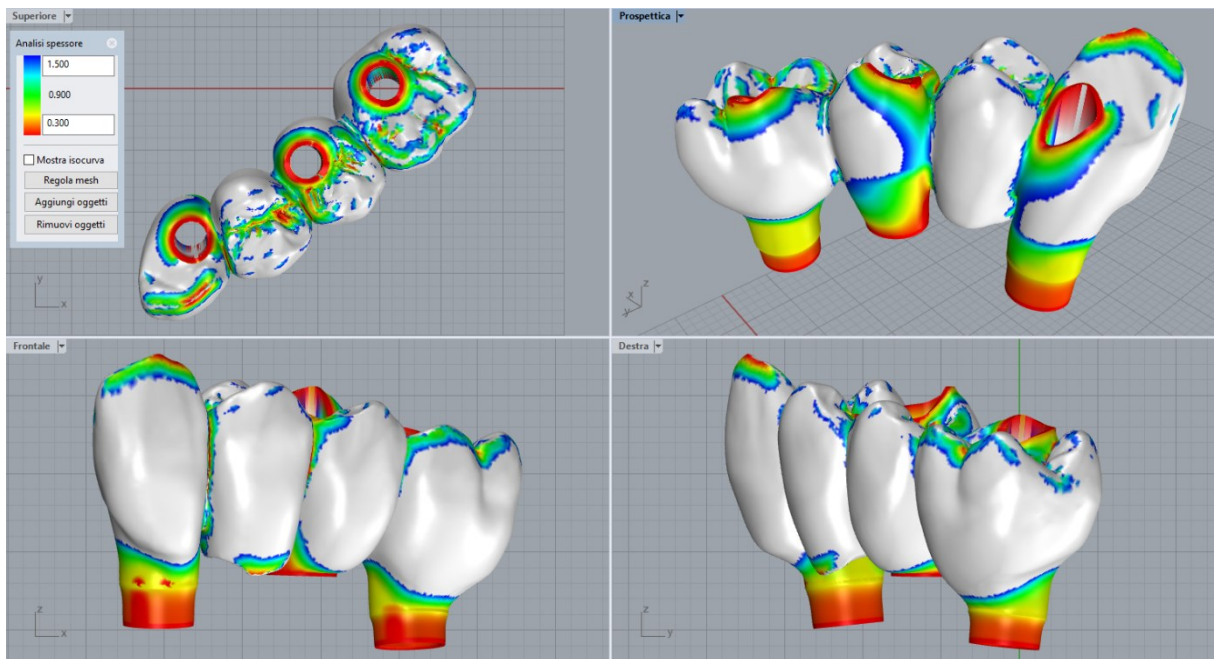 Superiore
Prospettica
Analisi spessore
1.500
0.900
0.300
Mostra isocurva
Regola mesh
Aggiungi oggetti
Rimuovi oggetti
y
x
z
x
y
Frontale
Destra
z
x
z
y